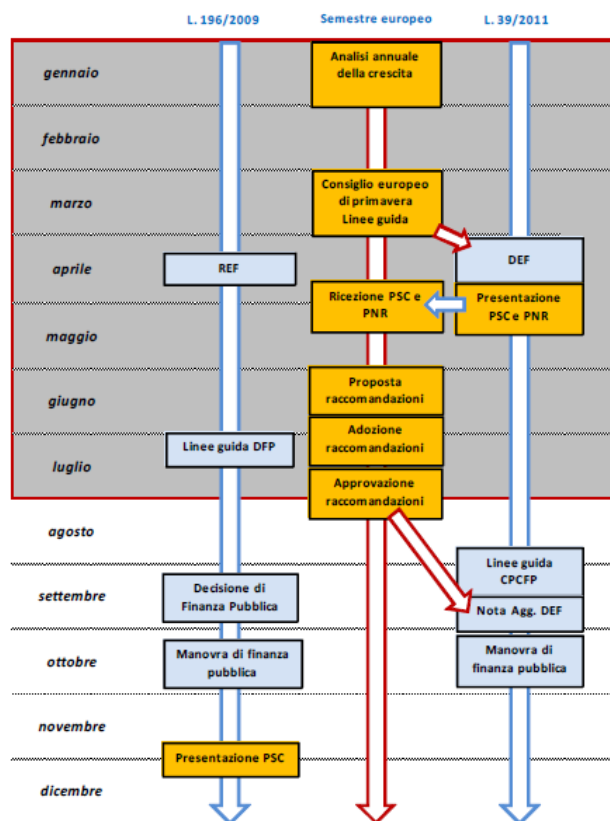 L. 196/2009
Semestre europeo
L. 39/2011
gennaio
Analisi annuale
della crescita
febbraio
marzo
Consiglio europeo
di primavera
Linee guida
aprile
REF
DEF
Ricezione PSC e
PNR
Presentazione
PSC e PNR
maggio
giugno
Proposta
raccomandazioni
Adozione
raccomandazioni
Linee guida DFP
luglio
Approvazione
raccomandazioni
agosto
Linee guida
CPCFP
settembre
Decisione di
Finanza Pubblica
Nota Agg. DEF
ottobre
Manovra di finanza
pubblica
Manovra di
finanza pubblica
novembre
Presentazione PSC
dicembre